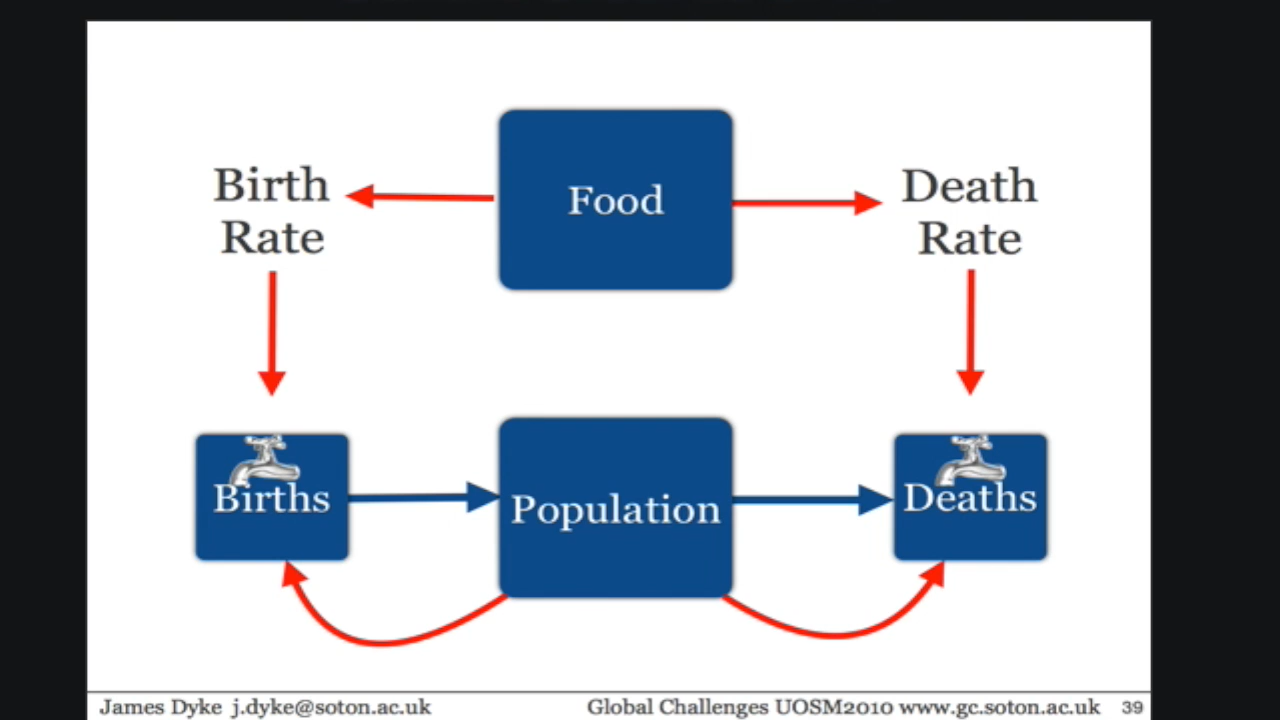 Birth
Rate
Food
Death
Rate
Births
Population
Deaths
James Dyke j.dyke@soton.ac.uk
Global Challenges UOSM2010 www.gc.soton.ac.uk 39